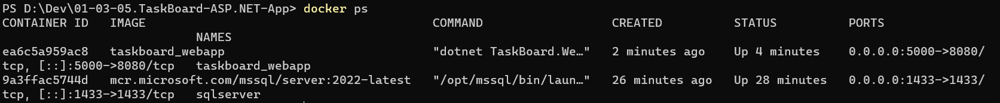 PS D:\Dev\01-03-05.TaskBoard-ASP.NET-App> docker ps
CONTAINER ID   IMAGE                                        COMMAND                  CREATED          STATUS          PORTS
                           NAMES
ea6c5a959ac8   taskboard_webapp                             "dotnet TaskBoard.We…"   2 minutes ago    Up 4 minutes    0.0.0.0:5000->8080/
tcp, [::]:5000->8080/tcp   taskboard_webapp
9a3ffac5744d   mcr.microsoft.com/mssql/server:2022-latest   "/opt/mssql/bin/laun…"   26 minutes ago   Up 28 minutes   0.0.0.0:1433->1433/
tcp, [::]:1433->1433/tcp   sqlserver